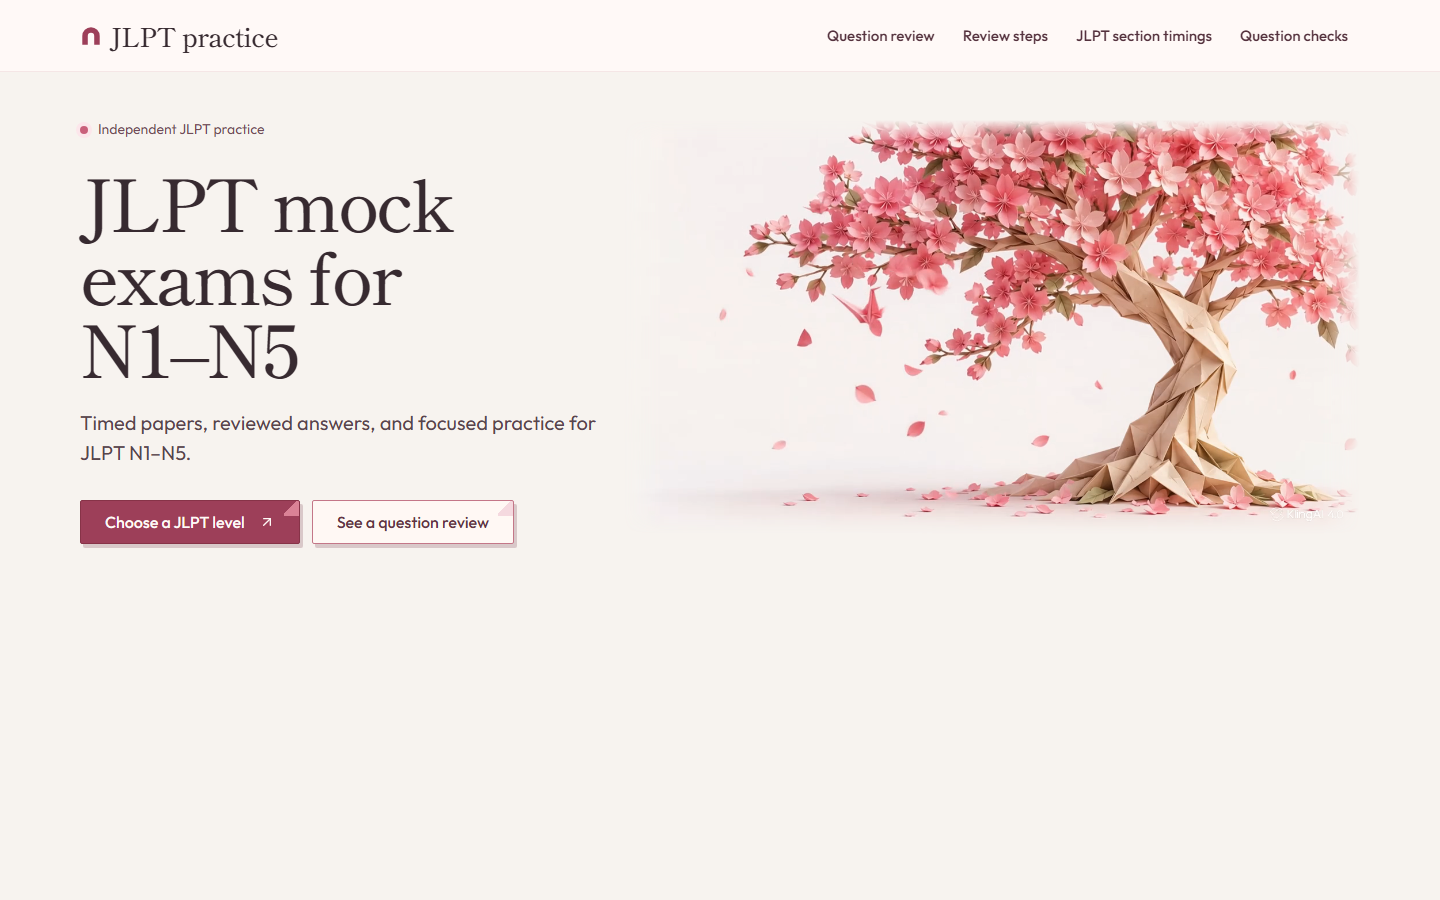 JLPT practice
Question review
Review steps
JLPT section timings
Question checks
Independent JLPT practice
JLPT mock
exams for
N1–N5
Timed papers, reviewed answers, and focused practice for
JLPT N1–N5.
Choose a JLPT level
See a question review